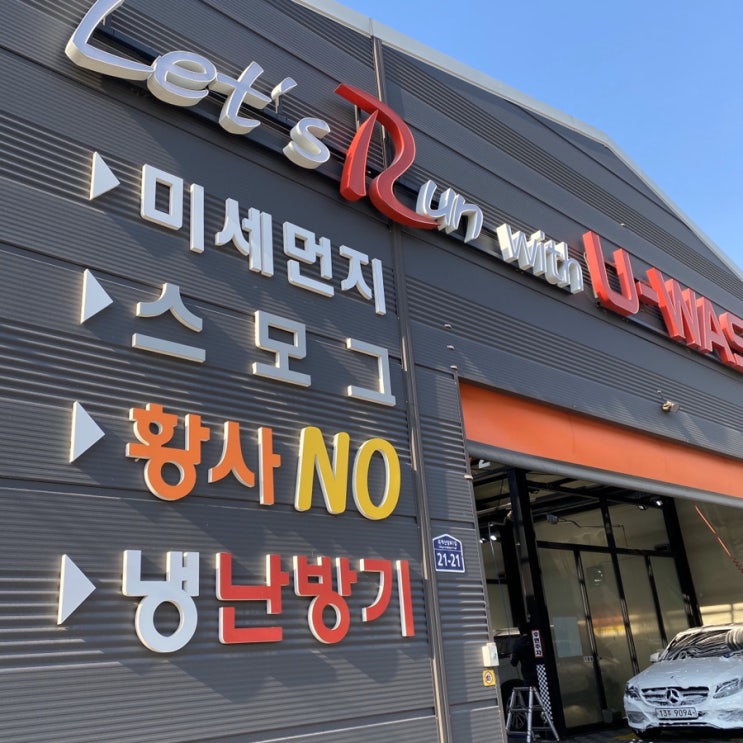 Let's Run with U-WAS
미세먼지
스모그
황사 NO
냉난방기
21-21